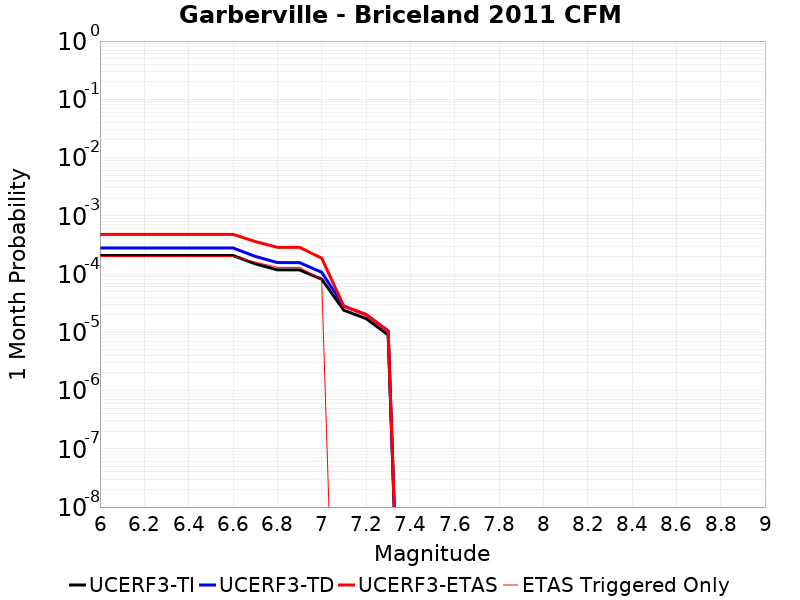 Garberville - Briceland 2011 CFM
1 Month Probability
10^0
10^-1
10^-2
10^-3
10^-4
10^-5
10^-6
10^-7
10^-8
6 6.2 6.4 6.6 6.8 7 7.2 7.4 7.6 7.8 8 8.2 8.4 8.6 8.8 9
Magnitude
UCERF3-TI UCERF3-TD UCERF3-ETAS ETAS Triggered Only